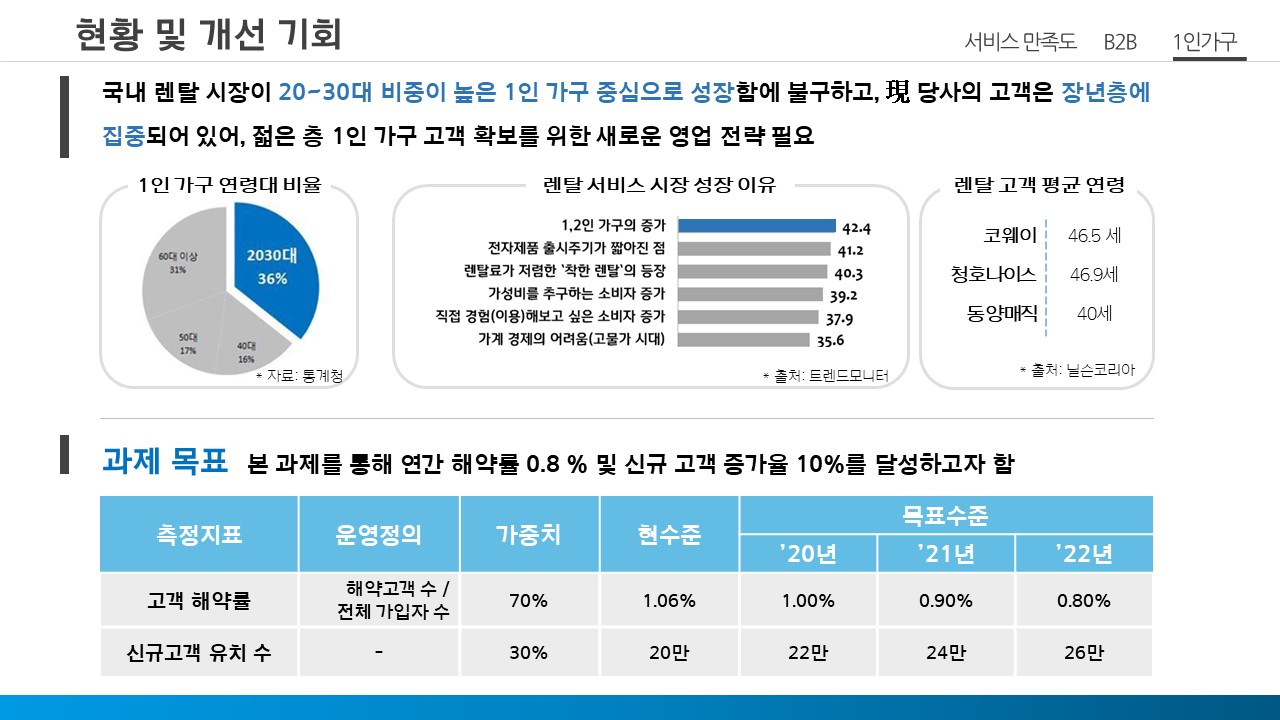 현황 및 개선 기회
서비스 만족도 B2B 1인가구
국내 렌탈 시장이 20~30대 비중이 높은 1인 가구 중심으로 성장함에 불구하고, 現 당사의 고객은 장년층에
집중되어 있어, 젊은 층 1인 가구 고객 확보를 위한 새로운 영업 전략 필요
1인 가구 연령대 비율
2030대
36%
60대 이상
31%
50대
17%
40대
16%
* 자료: 통계청
렌탈 서비스 시장 성장 이유
1,2인 가구의 증가 42.4
전자제품 출시주기가 짧아진 점 41.2
렌탈료가 저렴한 '착한 렌탈'의 등장 40.3
가성비를 추구하는 소비자 증가 39.2
직접 경험(이용)해보고 싶은 소비자 증가 37.9
가계 경제의 어려움(고물가 시대) 35.6
* 출처: 트렌드모니터
렌탈 고객 평균 연령
코웨이 46.5 세
청호나이스 46.9세
동양매직 40세
* 출처: 닐슨코리아
과제 목표 본 과제를 통해 연간 해약률 0.8 % 및 신규 고객 증가율 10%를 달성하고자 함
측정지표 운영정의 가중치 현수준 목표수준
’20년 ’21년 ’22년
고객 해약률 해약고객 수 /
전체 가입자 수 70% 1.06% 1.00% 0.90% 0.80%
신규고객 유치 수 - 30% 20만 22만 24만 26만